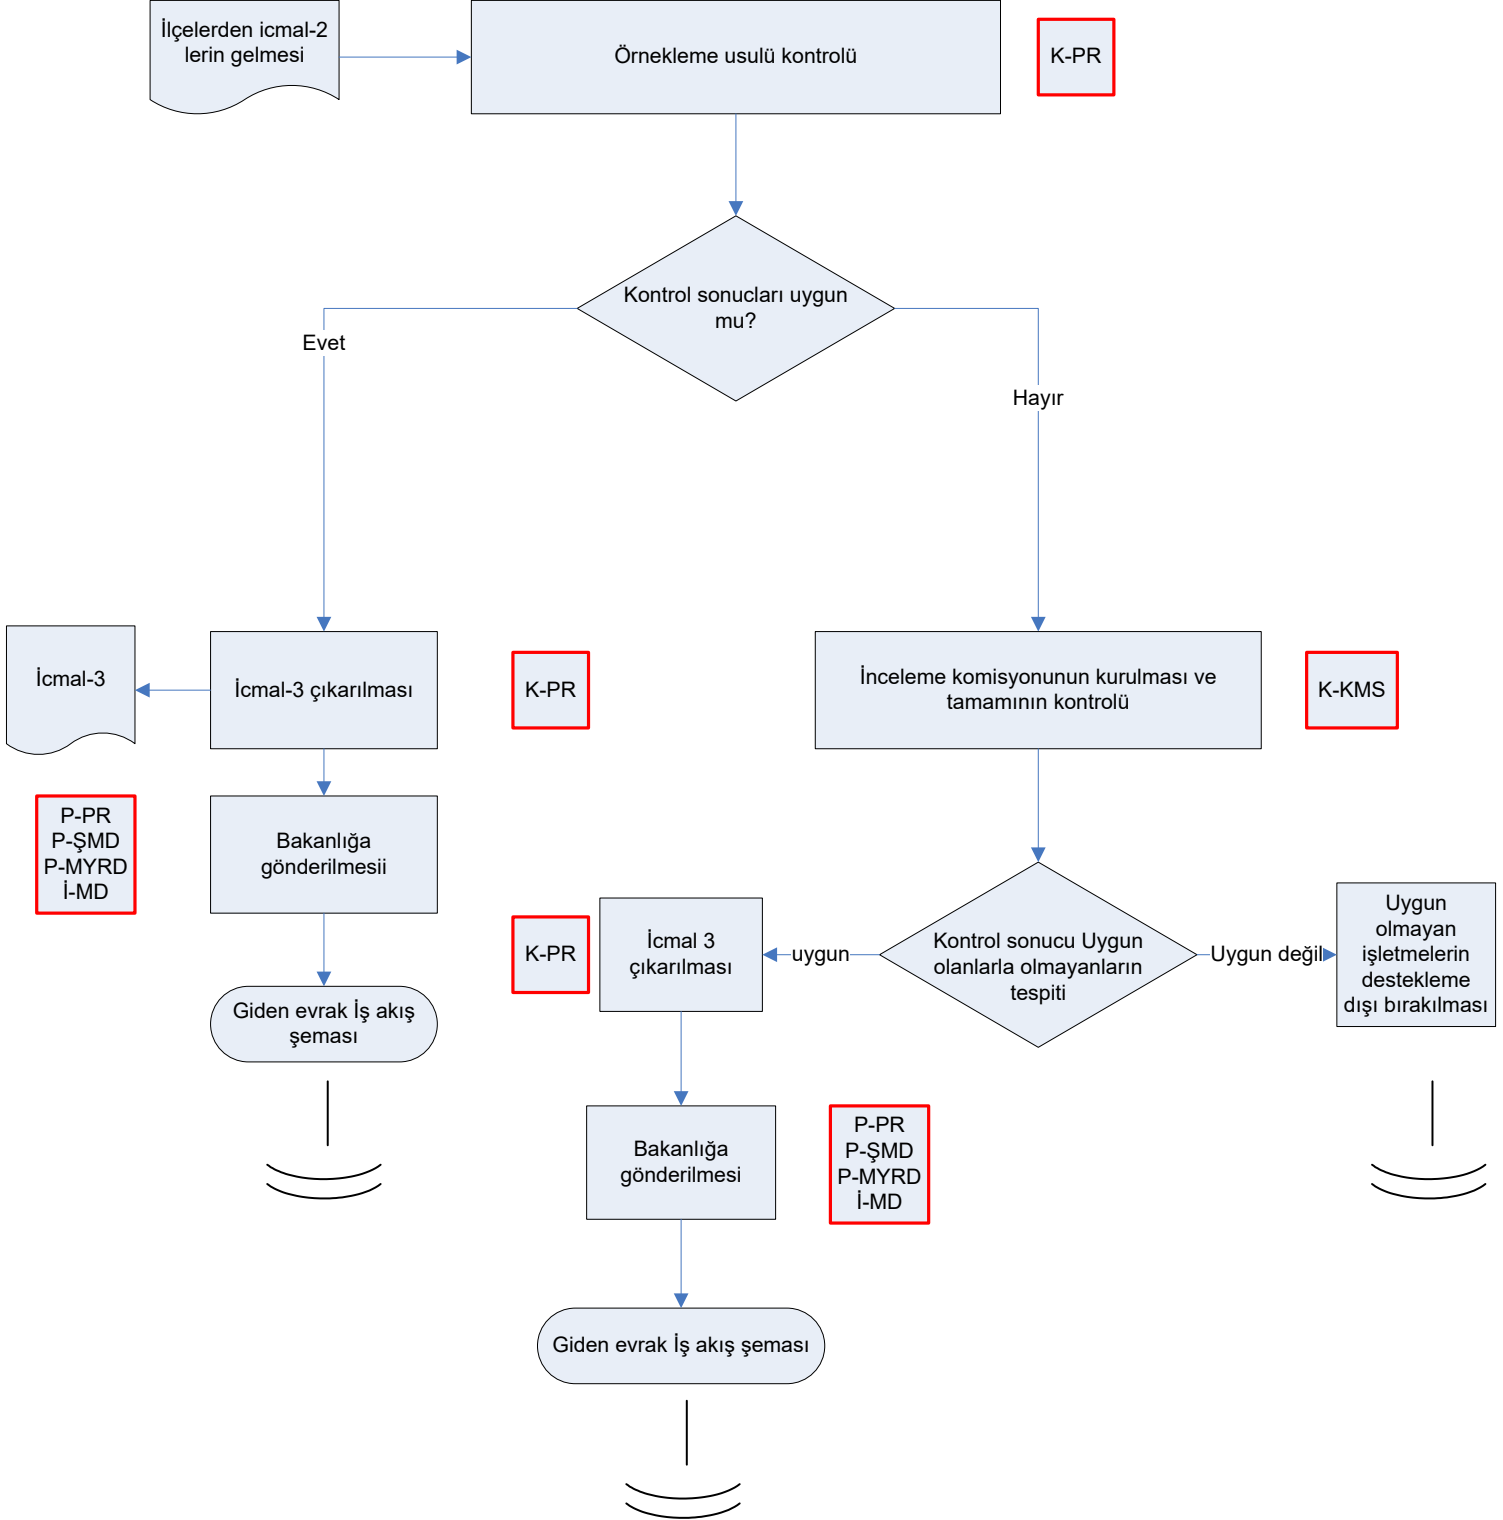 İlçelerden icmal-2
lerin gelmesi
Örnekleme usulü kontrolü
K-PR
Kontrol sonucları uygun
mu?
Evet
Hayır
İcmal-3
İcmal-3 çıkarılması
K-PR
İnceleme komisyonunun kurulması ve
tamamının kontrolü
K-KMS
P-PR
P-ŞMD
P-MYRD
İ-MD
Bakanlığa
gönderilmesii
K-PR
İcmal 3
çıkarılması
uygun
Kontrol sonucu Uygun
olanlarla olmayanların
tespiti
Uygun değil
Uygun
olmayan
işletmelerin
destekleme
dışı bırakılması
Giden evrak İş akış
şeması
Bakanlığa
gönderilmesi
P-PR
P-ŞMD
P-MYRD
İ-MD
Giden evrak İş akış şeması